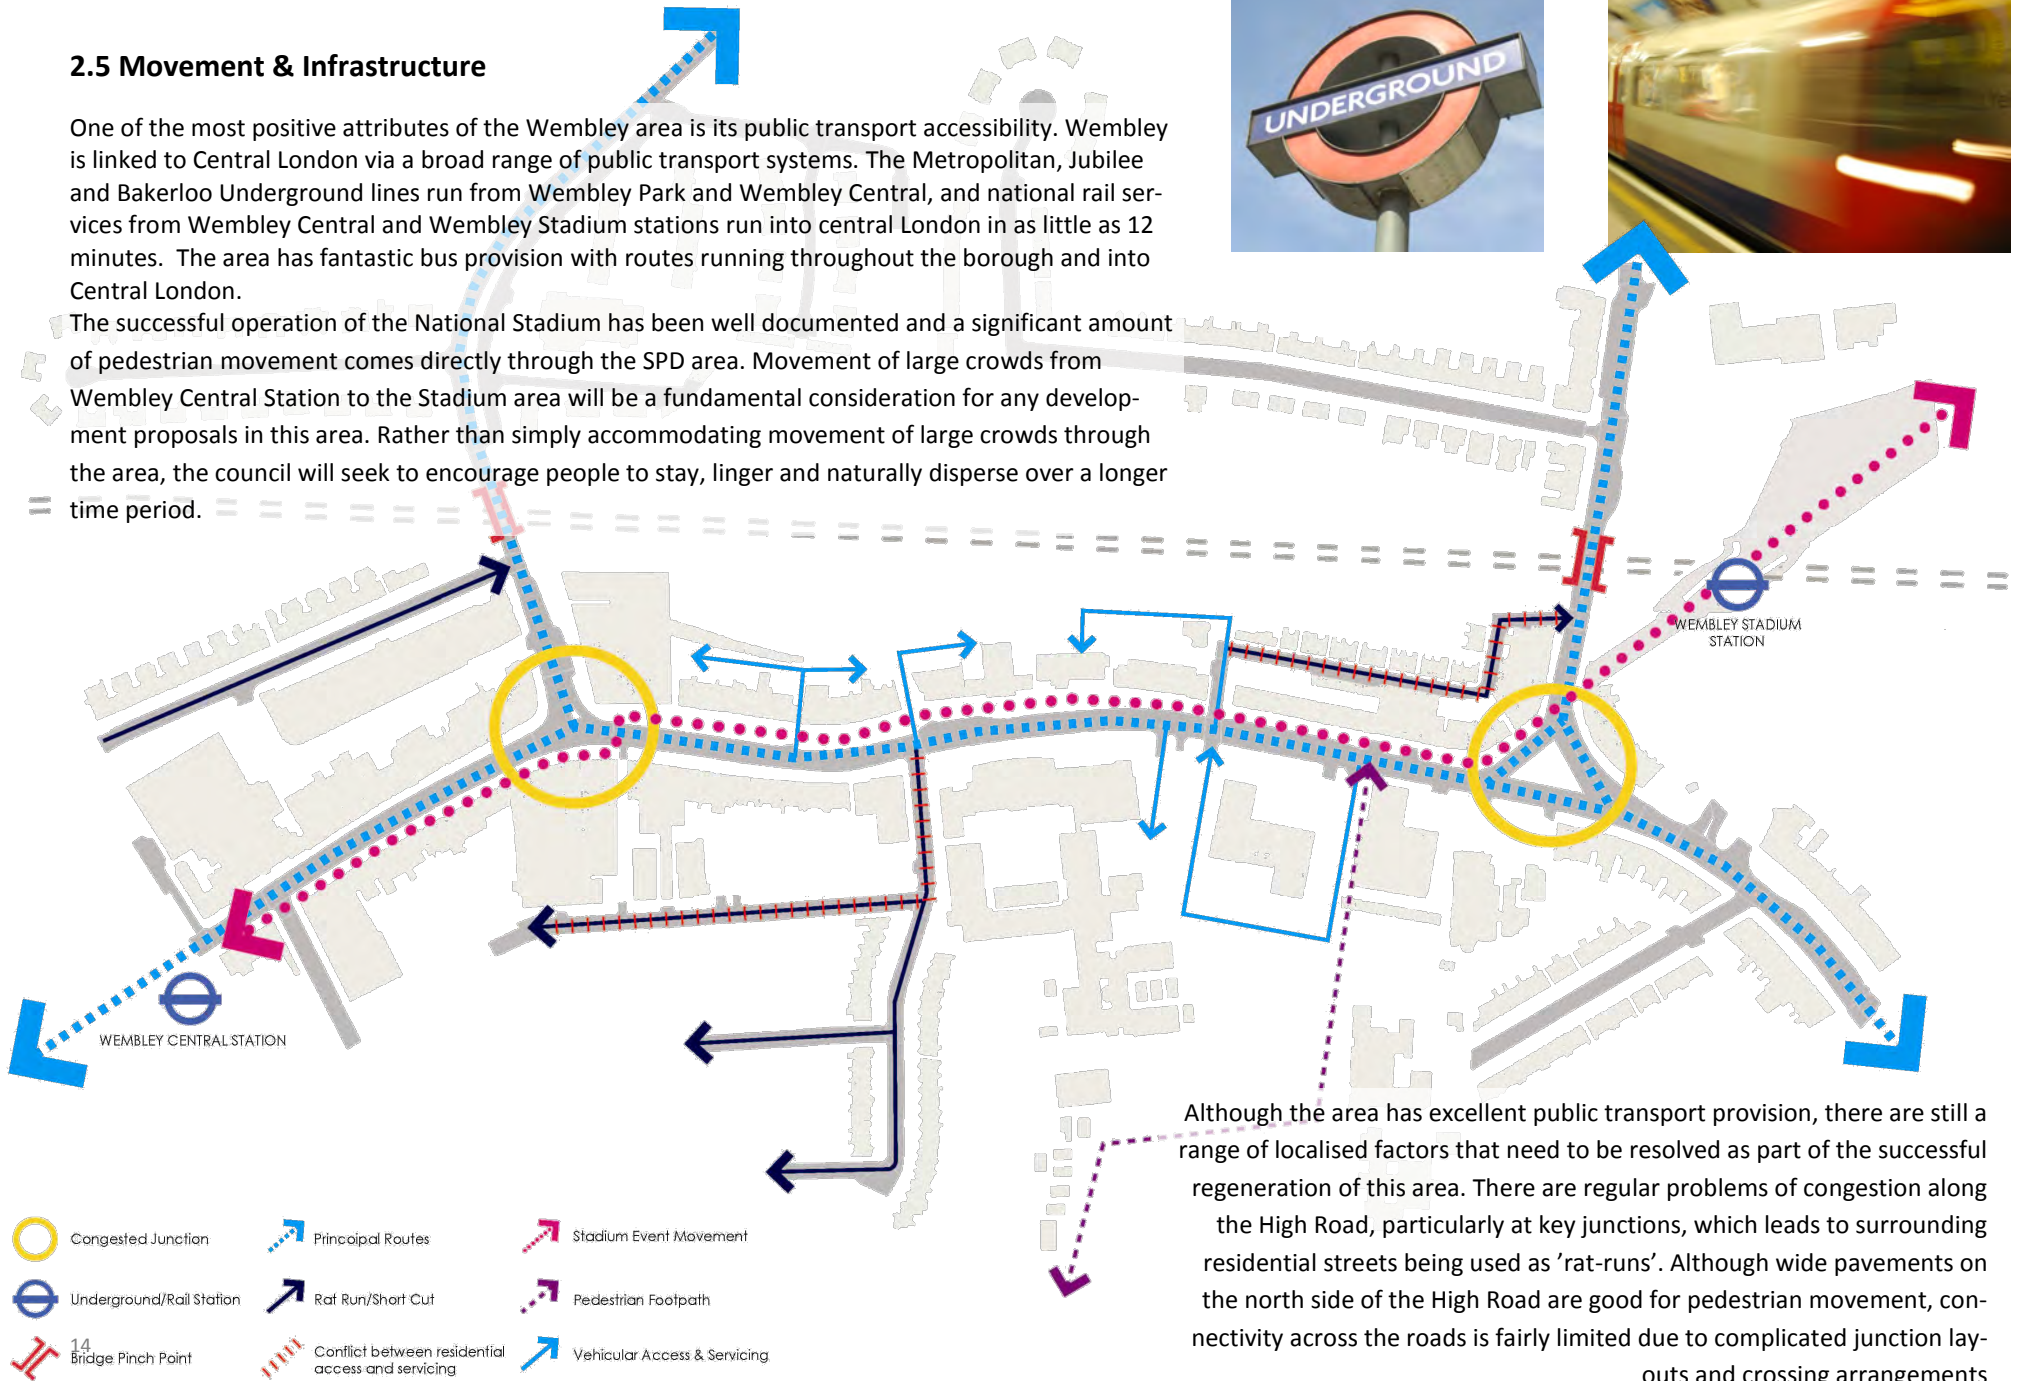 2.5 Movement & Infrastructure
One of the most positive attributes of the Wembley area is its public transport accessibility. Wembley
is linked to Central London via a broad range of public transport systems. The Metropolitan, Jubilee
and Bakerloo Underground lines run from Wembley Park and Wembley Central, and national rail ser-
vices from Wembley Central and Wembley Stadium stations run into central London in as little as 12
minutes.  The area has fantastic bus provision with routes running throughout the borough and into
Central London.
The successful operation of the National Stadium has been well documented and a significant amount
of pedestrian movement comes directly through the SPD area. Movement of large crowds from
Wembley Central Station to the Stadium area will be a fundamental consideration for any develop-
ment proposals in this area. Rather than simply accommodating movement of large crowds through
the area, the council will seek to encourage people to stay, linger and naturally disperse over a longer
time period.
UNDERGROUND
WEMBLEY STADIUM
STATION
WEMBLEY CENTRAL STATION
Although the area has excellent public transport provision, there are still a
range of localised factors that need to be resolved as part of the successful
regeneration of this area. There are regular problems of congestion along
the High Road, particularly at key junctions, which leads to surrounding
residential streets being used as ’rat-runs’. Although wide pavements on
the north side of the High Road are good for pedestrian movement, con-
nectivity across the roads is fairly limited due to complicated junction lay-
outs and crossing arrangements
Congested Junction
Princoipal Routes
Stadium Event Movement
Underground/Rail Station
Rat Run/Short Cut
Pedestrian Footpath
14
Bridge Pinch Point
Conflict between residential
access and servicing
Vehicular Access & Servicing